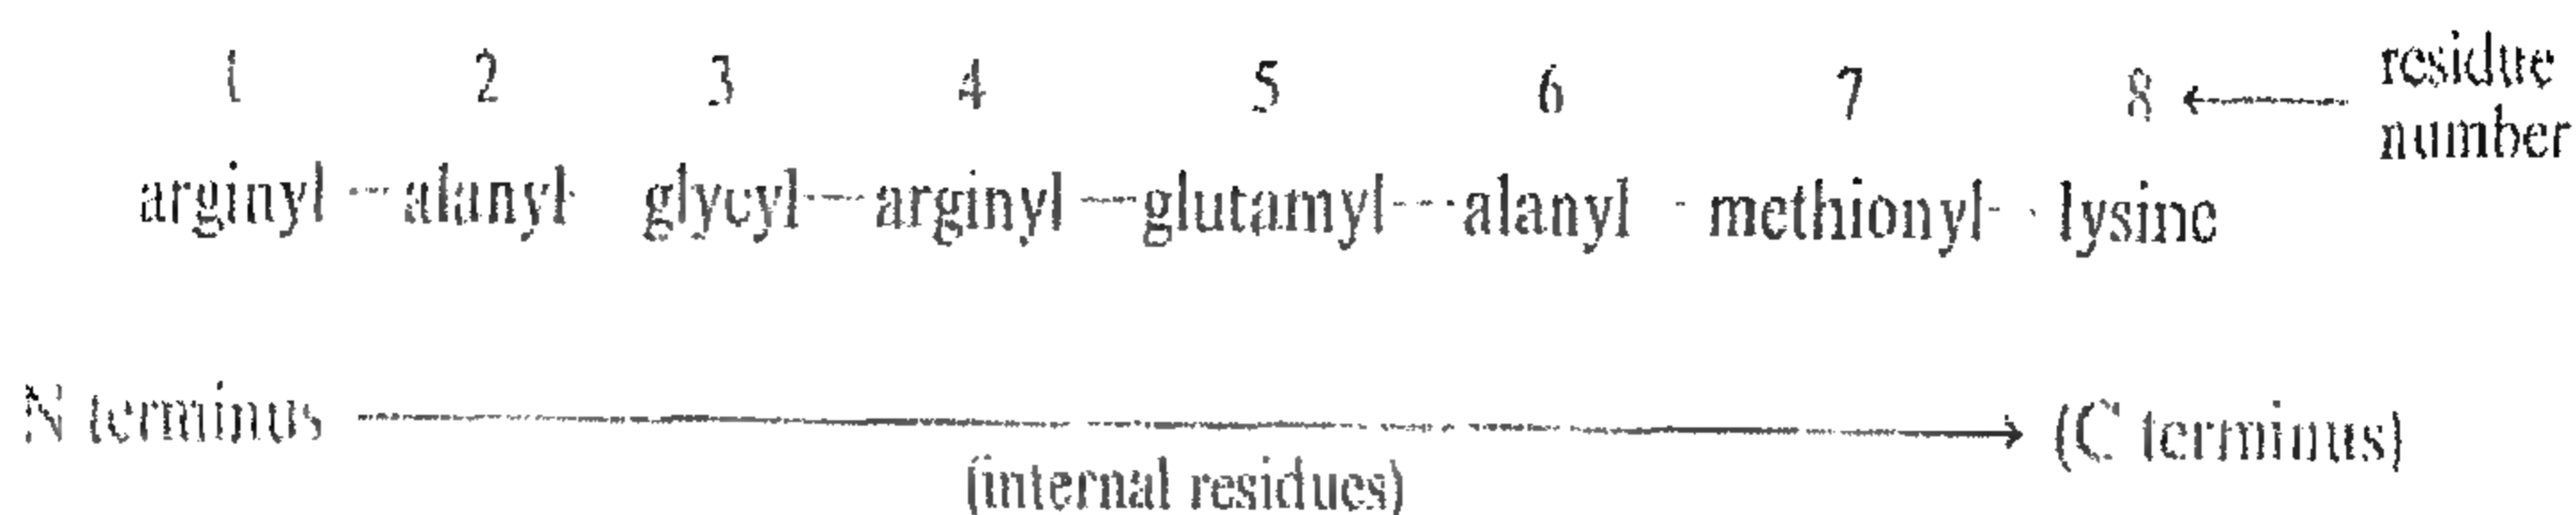 1 2 3 4 5 6 7 8 ← residue number
arginyl — alanyl - glycyl — arginyl — glutamyl - - - alanyl - methionyl - - lysine
N terminus → (C terminus)
(internal residues)